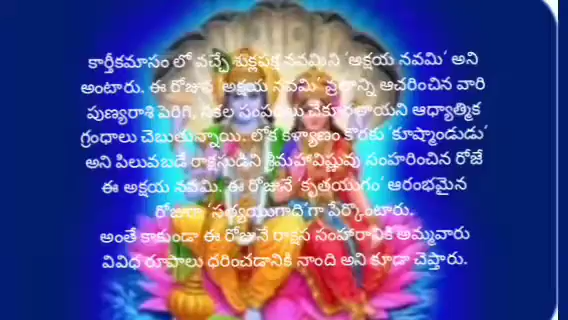 కార్తీకమాసం లో వచ్చే శుక్లపక్ష నవమిని 'అక్షయ నవమి' అని
అంటారు. ఈ రోజున 'అక్షయ నవమి' వ్రతాన్ని ఆచరించిన వారి
పుణ్యరాశి పెరిగి, సకల సంపదలు చేకూరతాయని ఆధ్యాత్మిక
గ్రంధాలు చెబుతున్నాయి. లోక కళ్యాణం కొరకు 'కూష్మాండుడు'
అని పిలువబడే రాక్షసుడిని శ్రీమహావిష్ణువు సంహరించిన రోజే
ఈ అక్షయ నవమి. ఈ రోజునే 'కృతయుగం' ఆరంభమైన
రోజుగా 'సత్యయుగాది'గా పేర్కొంటారు.
అంతే కాకుండా ఈ రోజునే రాక్షస సంహారానికి అమ్మవారు
వివిధ రూపాలు ధరించడానికి నాంది అని కూడా చెప్తారు.